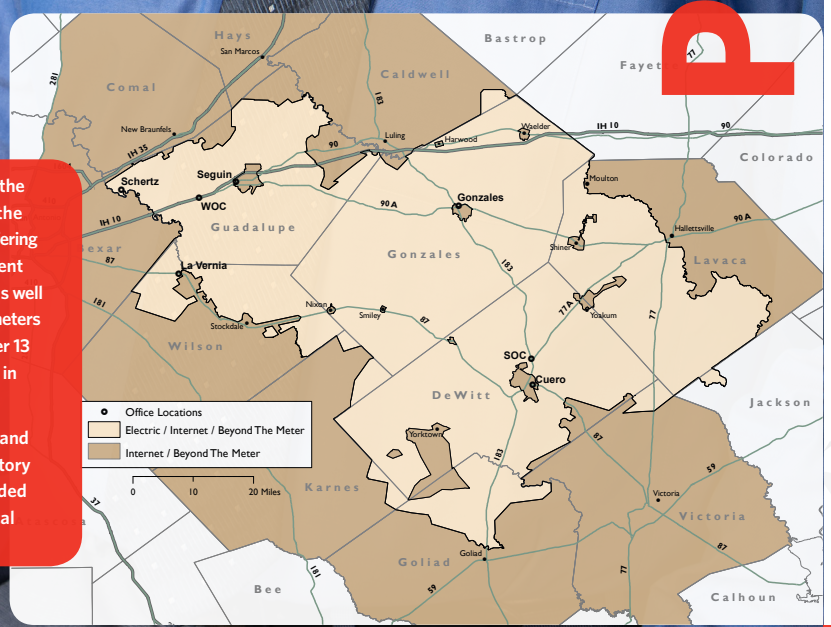 Hays
San Marcos
Bastrop
P
77
Fayet
281
Comal
183
Caldwell
New Braunfels
IH 35
90
Luling
Harwood
Waelder
IH 10
90
Colorado
the
the
ering
ent
s well
neters
er 13
in
and
tory
ded
al
Schertz
Seguin
WOC
Moulton
90 A
Gonzales
IH 10
Guadalupe
exar
87
La Vernia
Gonzales
183
Shiner
Hallettsville
90 A
Lavaca
181
Nixon
Smiley
87
Stockdale
77A
Yoakum
77
Wilson
SOC
Cuero
DeWitt
Jackson
Office Locations
Electric / Internet / Beyond The Meter
Internet / Beyond The Meter
Yorktown
87
183
59
0 10 20 Miles
Karnes
Victoria
37
Victoria
Goliad
Goliad
87
181
Bee
59
77
Calhoun